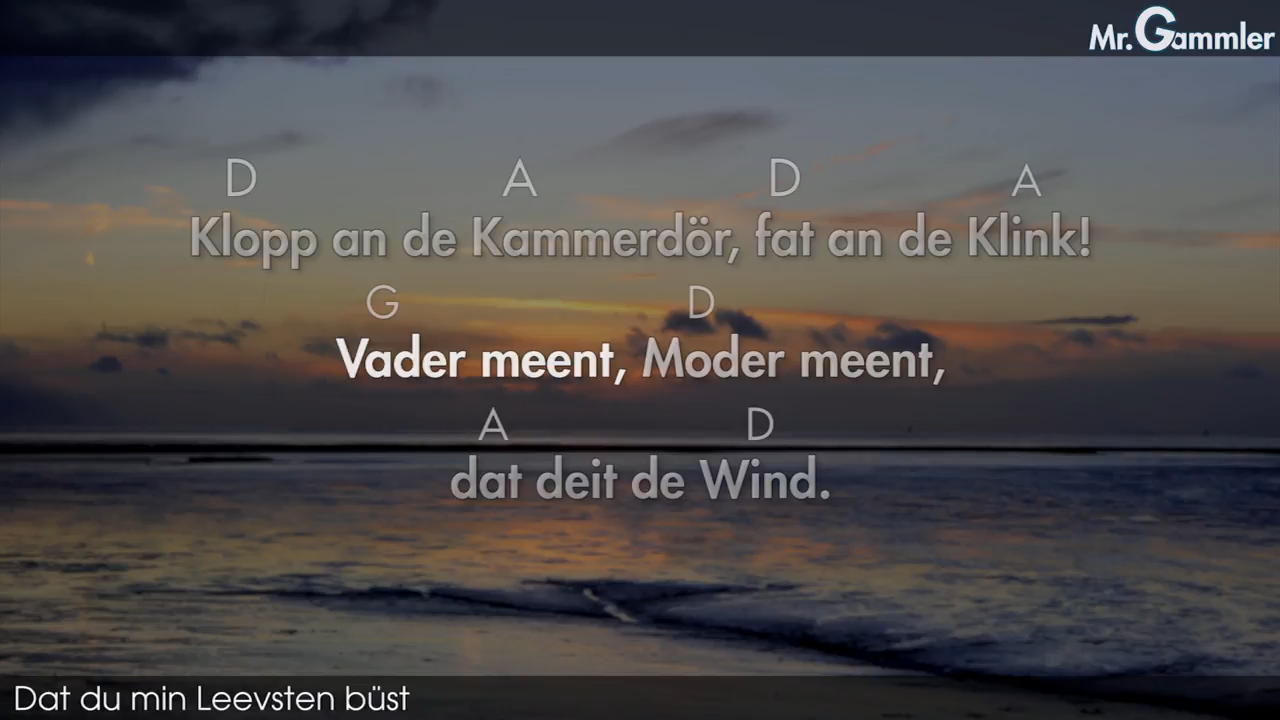 Mr. Gammler
D A D A
Klopp an de Kammerdör, fat an de Klink!
G D
Vader meent, Moder meent,
A D
dat deit de Wind.
Dat du min Leevsten büst